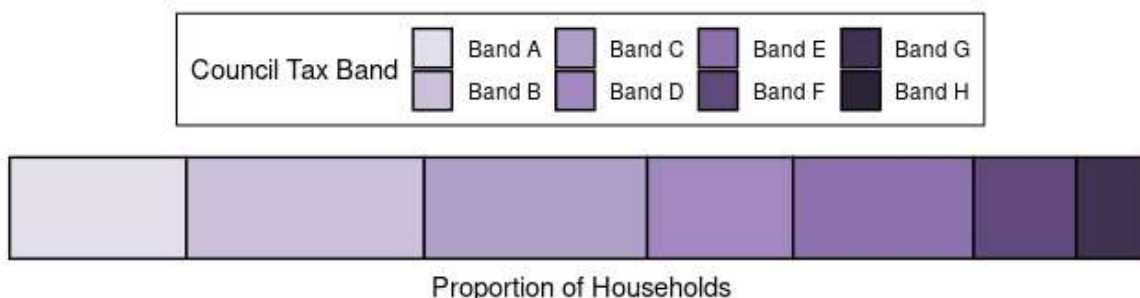 Council Tax Band
Band A
Band C
Band E
Band G
Band B
Band D
Band F
Band H
Proportion of Households